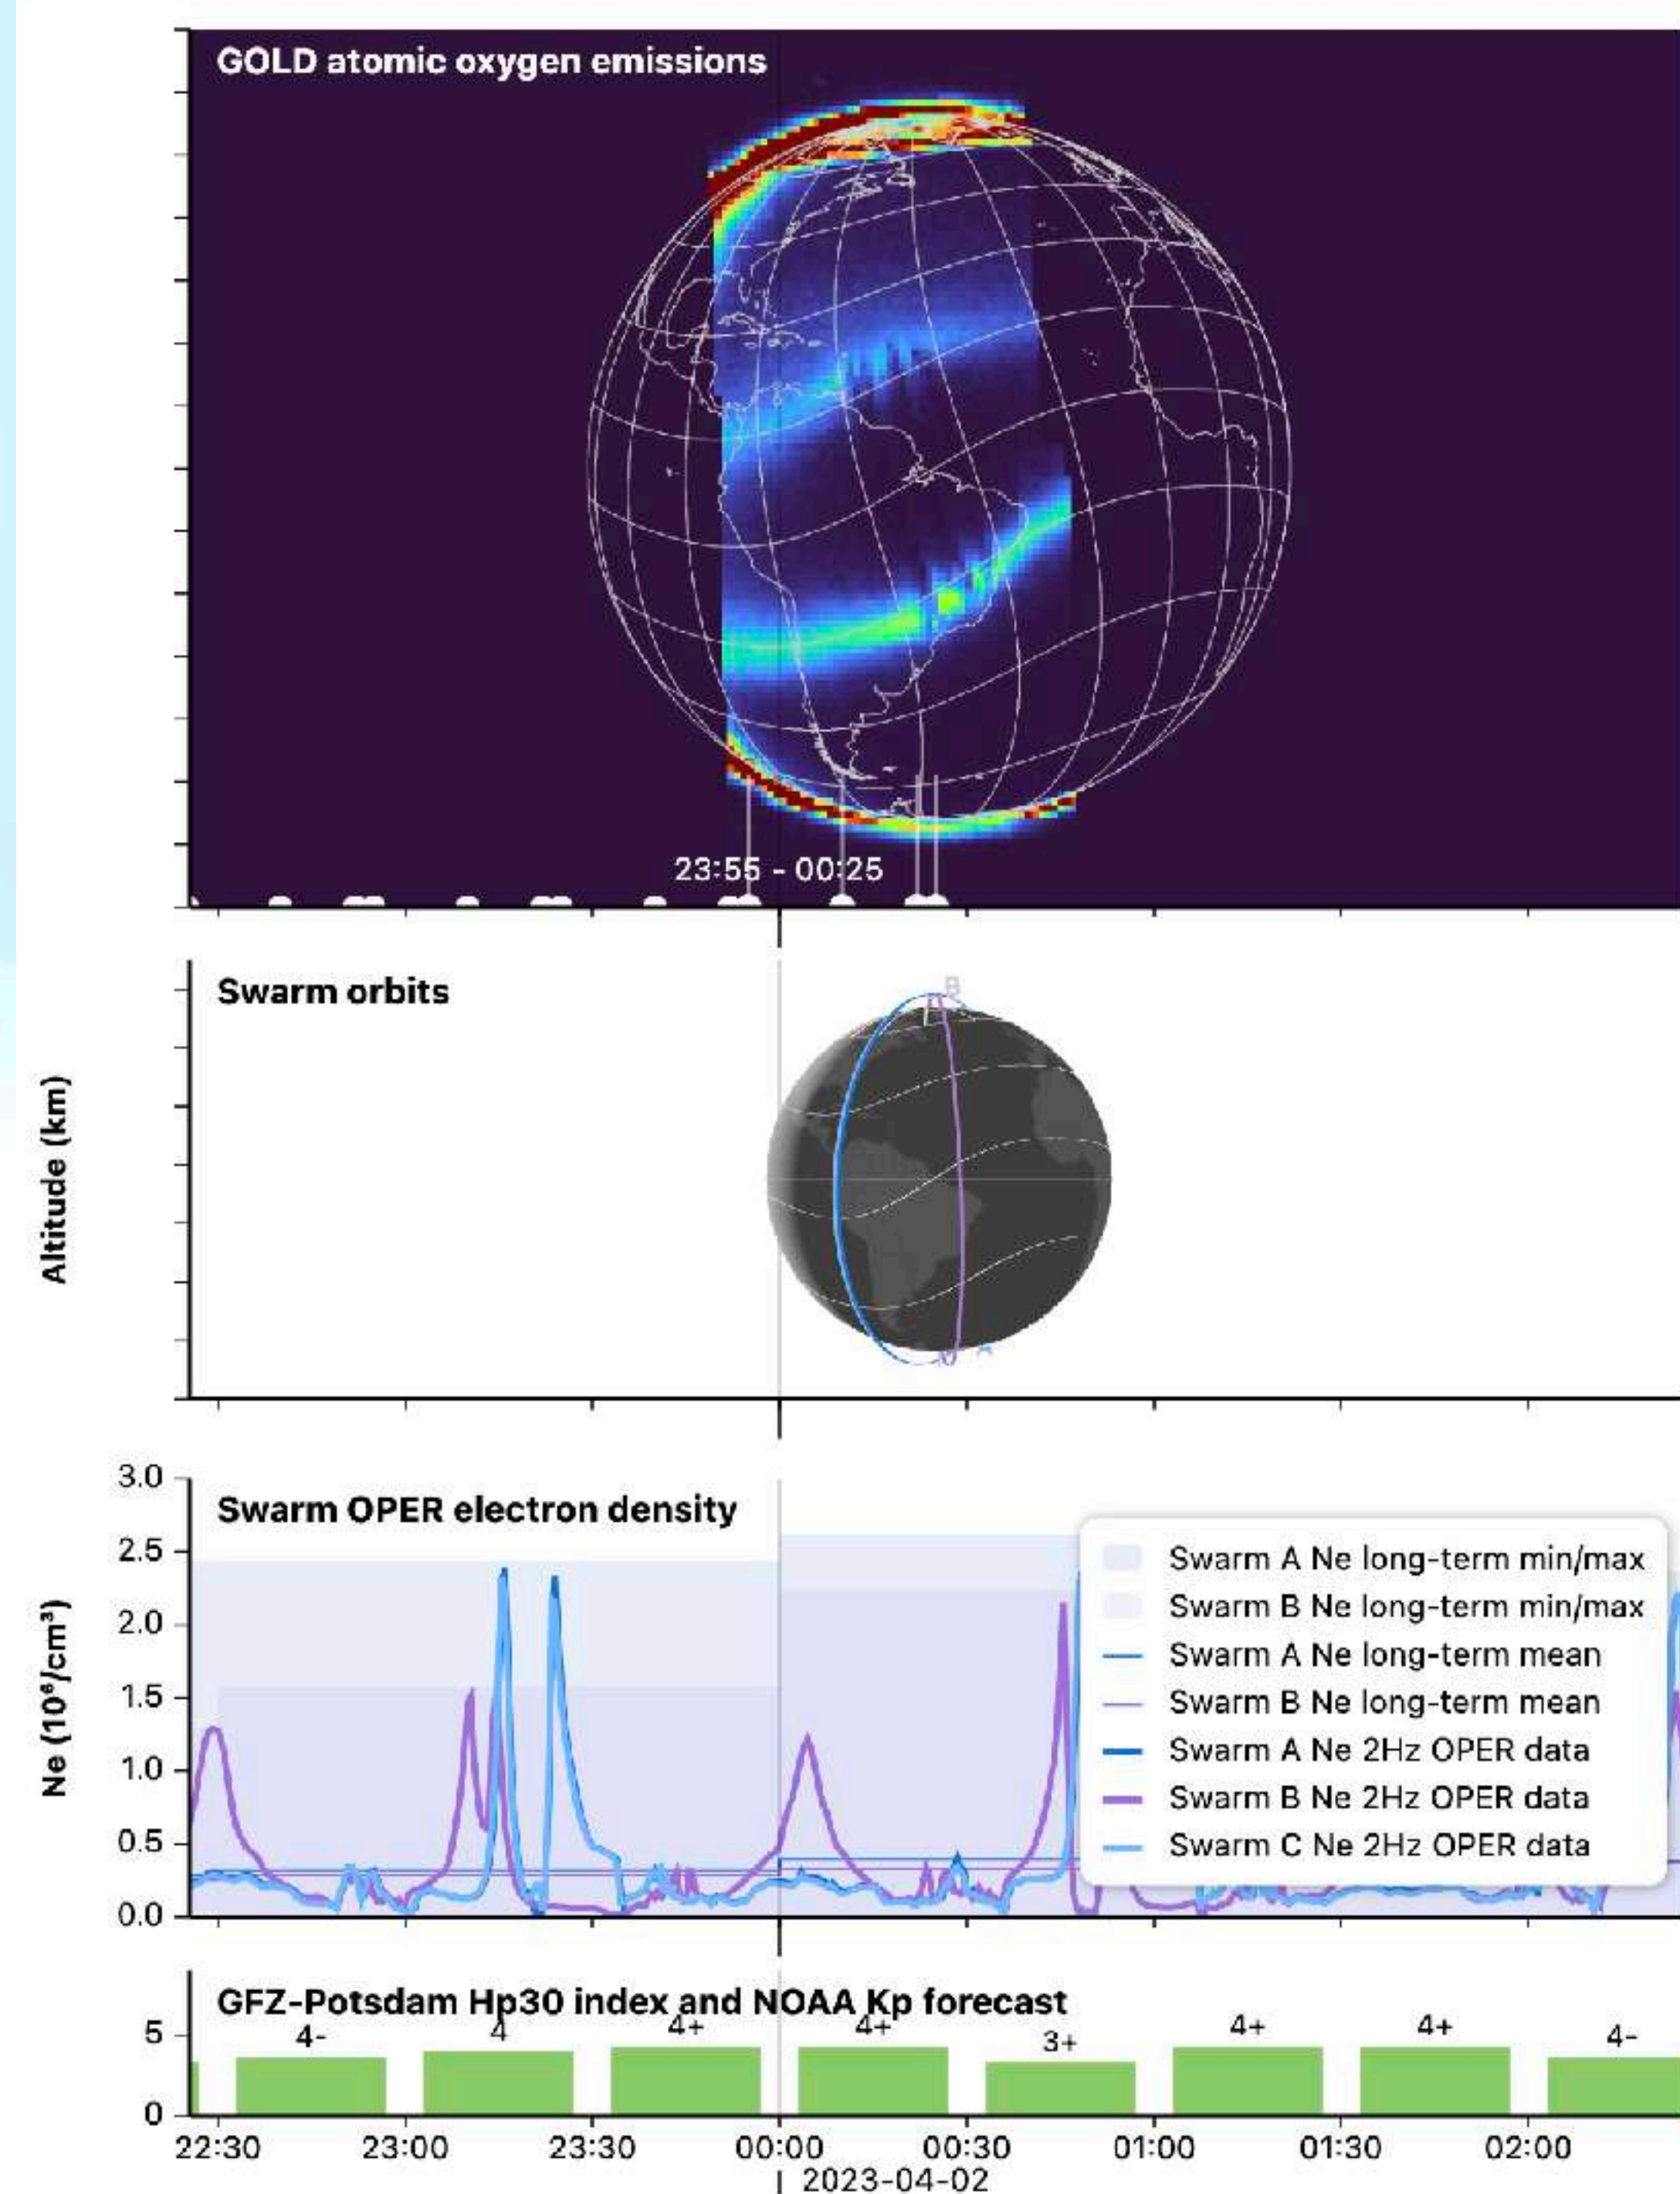 GOLD atomic oxygen emissions
23:55 - 00:25
Swarm orbits
B
A
Altitude (km)
Swarm OPER electron density
Ne (10⁶/cm³)
3.0
2.5
2.0
1.5
1.0
0.5
0.0
Swarm A Ne long-term min/max
Swarm B Ne long-term min/max
Swarm A Ne long-term mean
Swarm B Ne long-term mean
Swarm A Ne 2Hz OPER data
Swarm B Ne 2Hz OPER data
Swarm C Ne 2Hz OPER data
GFZ-Potsdam Hp30 index and NOAA Kp forecast
5
0
4- 4 4+ 4+ 3+ 4+ 4+ 4-
22:30 23:00 23:30 00:00 00:30 01:00 01:30 02:00
2023-04-02